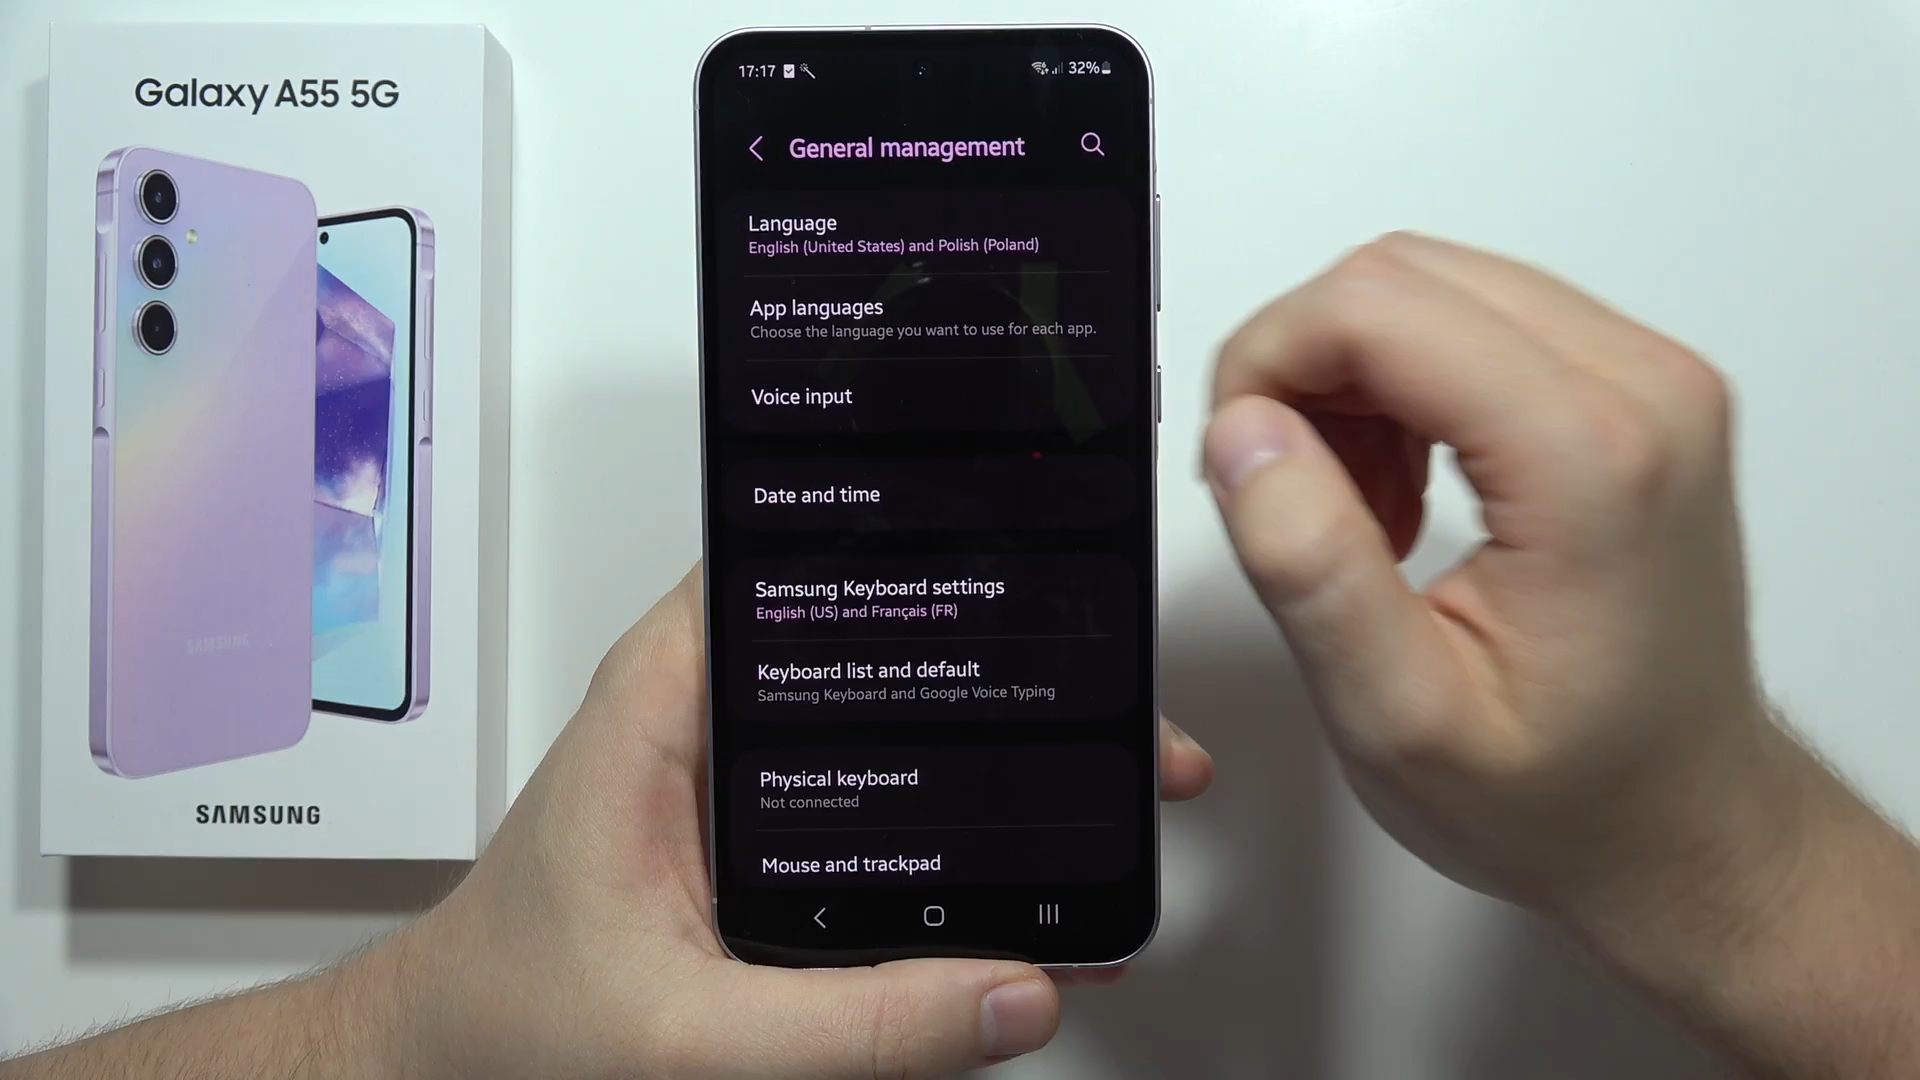 Galaxy A55 5G
SAMSUNG
SAMSUNG
17:17
32%
General management
Language
English (United States) and Polish (Poland)
App languages
Choose the language you want to use for each app.
Voice input
Date and time
Samsung Keyboard settings
English (US) and Français (FR)
Keyboard list and default
Samsung Keyboard and Google Voice Typing
Physical keyboard
Not connected
Mouse and trackpad